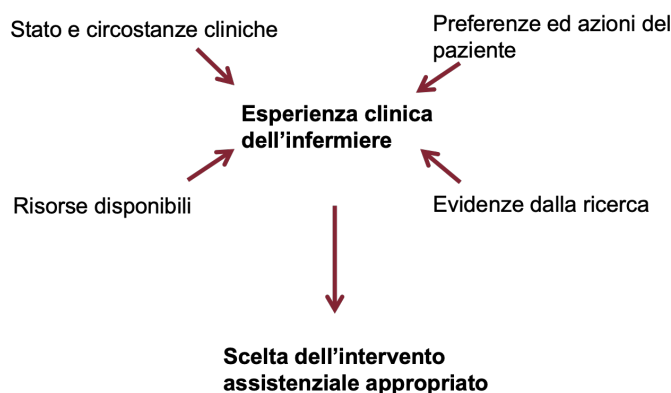 Stato e circostanze cliniche
Preferenze ed azioni del
paziente
Esperienza clinica
dell'infermiere
Risorse disponibili
Evidenze dalla ricerca
Scelta dell'intervento
assistenziale appropriato